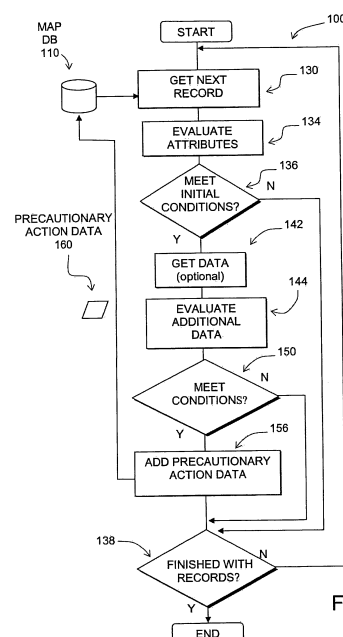 MAP
DB
110
START
100
GET NEXT
RECORD
130
EVALUATE
ATTRIBUTES
134
MEET
INITIAL
CONDITIONS?
136
N
Y
142
PRECAUTIONARY
ACTION DATA
160
GET DATA
(optional)
144
EVALUATE
ADDITIONAL
DATA
150
N
MEET
CONDITIONS?
Y
156
ADD PRECAUTIONARY
ACTION DATA
138
FINISHED WITH
RECORDS?
N
Y
F
END